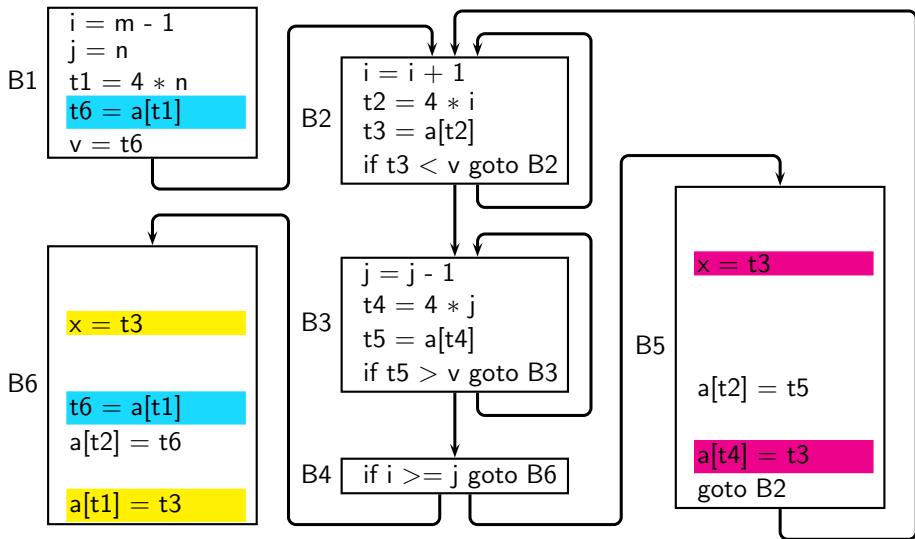 B1
i = m - 1
j = n
t1 = 4 * n
t6 = a[t1]
v = t6
B2
i = i + 1
t2 = 4 * i
t3 = a[t2]
if t3 < v goto B2
B3
j = j - 1
t4 = 4 * j
t5 = a[t4]
if t5 > v goto B3
B4
if i >= j goto B6
B5
x = t3
a[t2] = t5
a[t4] = t3
goto B2
B6
x = t3
t6 = a[t1]
a[t2] = t6
a[t1] = t3